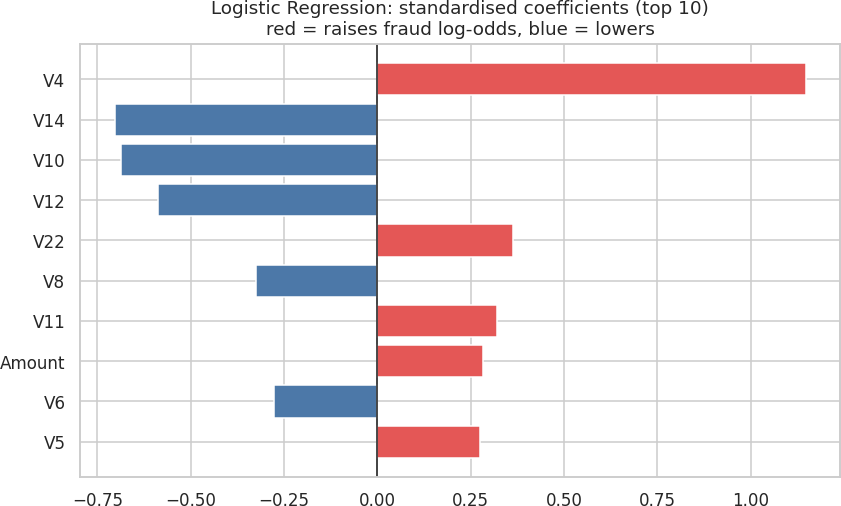 Logistic Regression: standardised coefficients (top 10)
red = raises fraud log-odds, blue = lowers
V4
V14
V10
V12
V22
V8
V11
Amount
V6
V5
−0.75
−0.50
−0.25
0.00
0.25
0.50
0.75
1.00